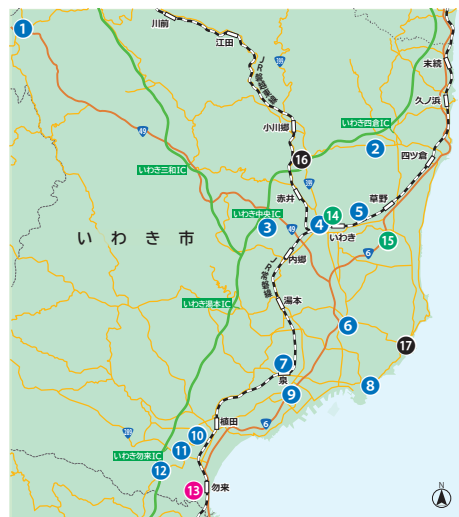 1
川前
江田
399
末続
49
小川郷
いわき四倉IC
久ノ浜
2
16
四ツ倉
いわき三和IC
赤井
399
いわき中央IC
14
5
草野
3
49
4
いわき
15
い わ き 市
内郷
6
いわき湯本IC
湯本
6
17
7
泉
8
9
植田
6
289
10
いわき勿来IC
11
12
13
勿来
N